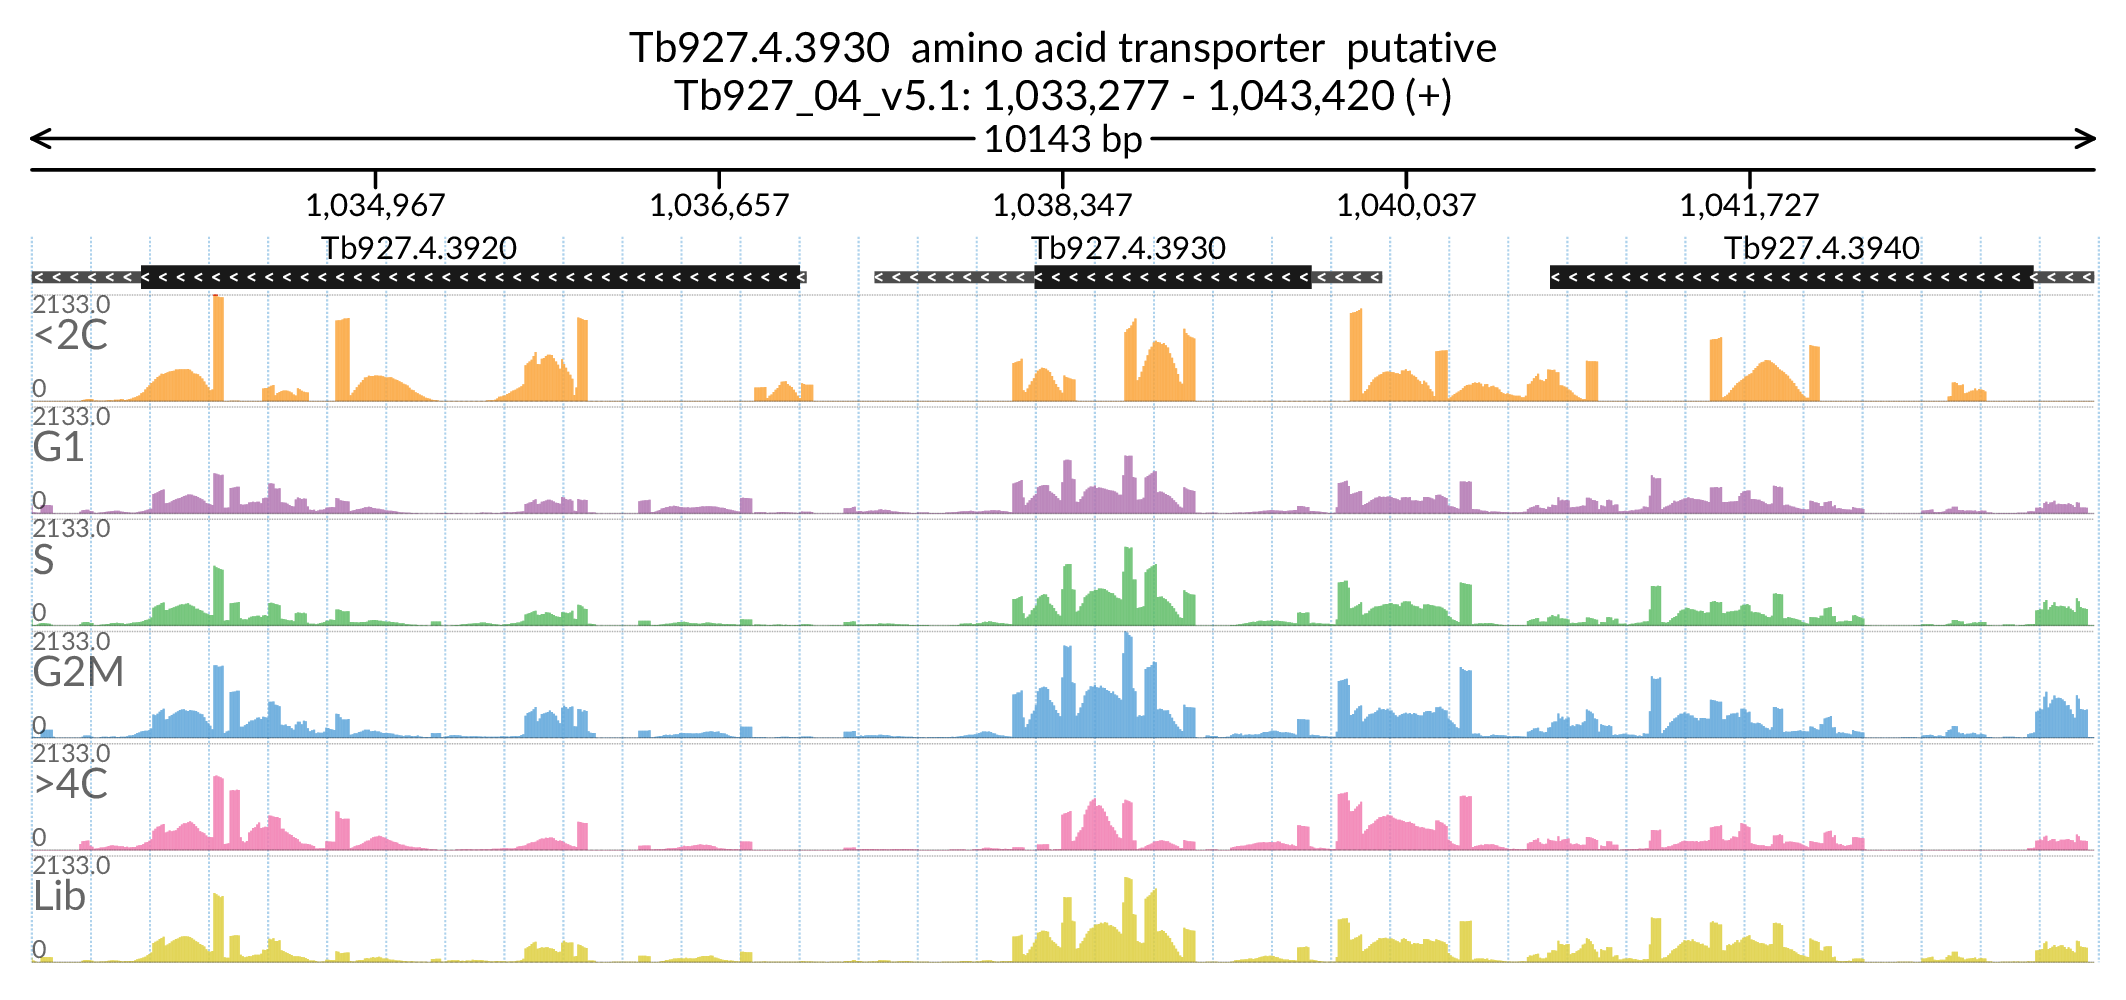 Tb927.4.3930  amino acid transporter  putative
Tb927_04_v5.1: 1,033,277 - 1,043,420 (+)
10143 bp
1,034,967 1,036,657 1,038,347 1,040,037 1,041,727
Tb927.4.3920 Tb927.4.3930 Tb927.4.3940
2133.0
<2C
0
2133.0
G1
0
2133.0
S
0
2133.0
G2M
0
2133.0
>4C
0
2133.0
Lib
0